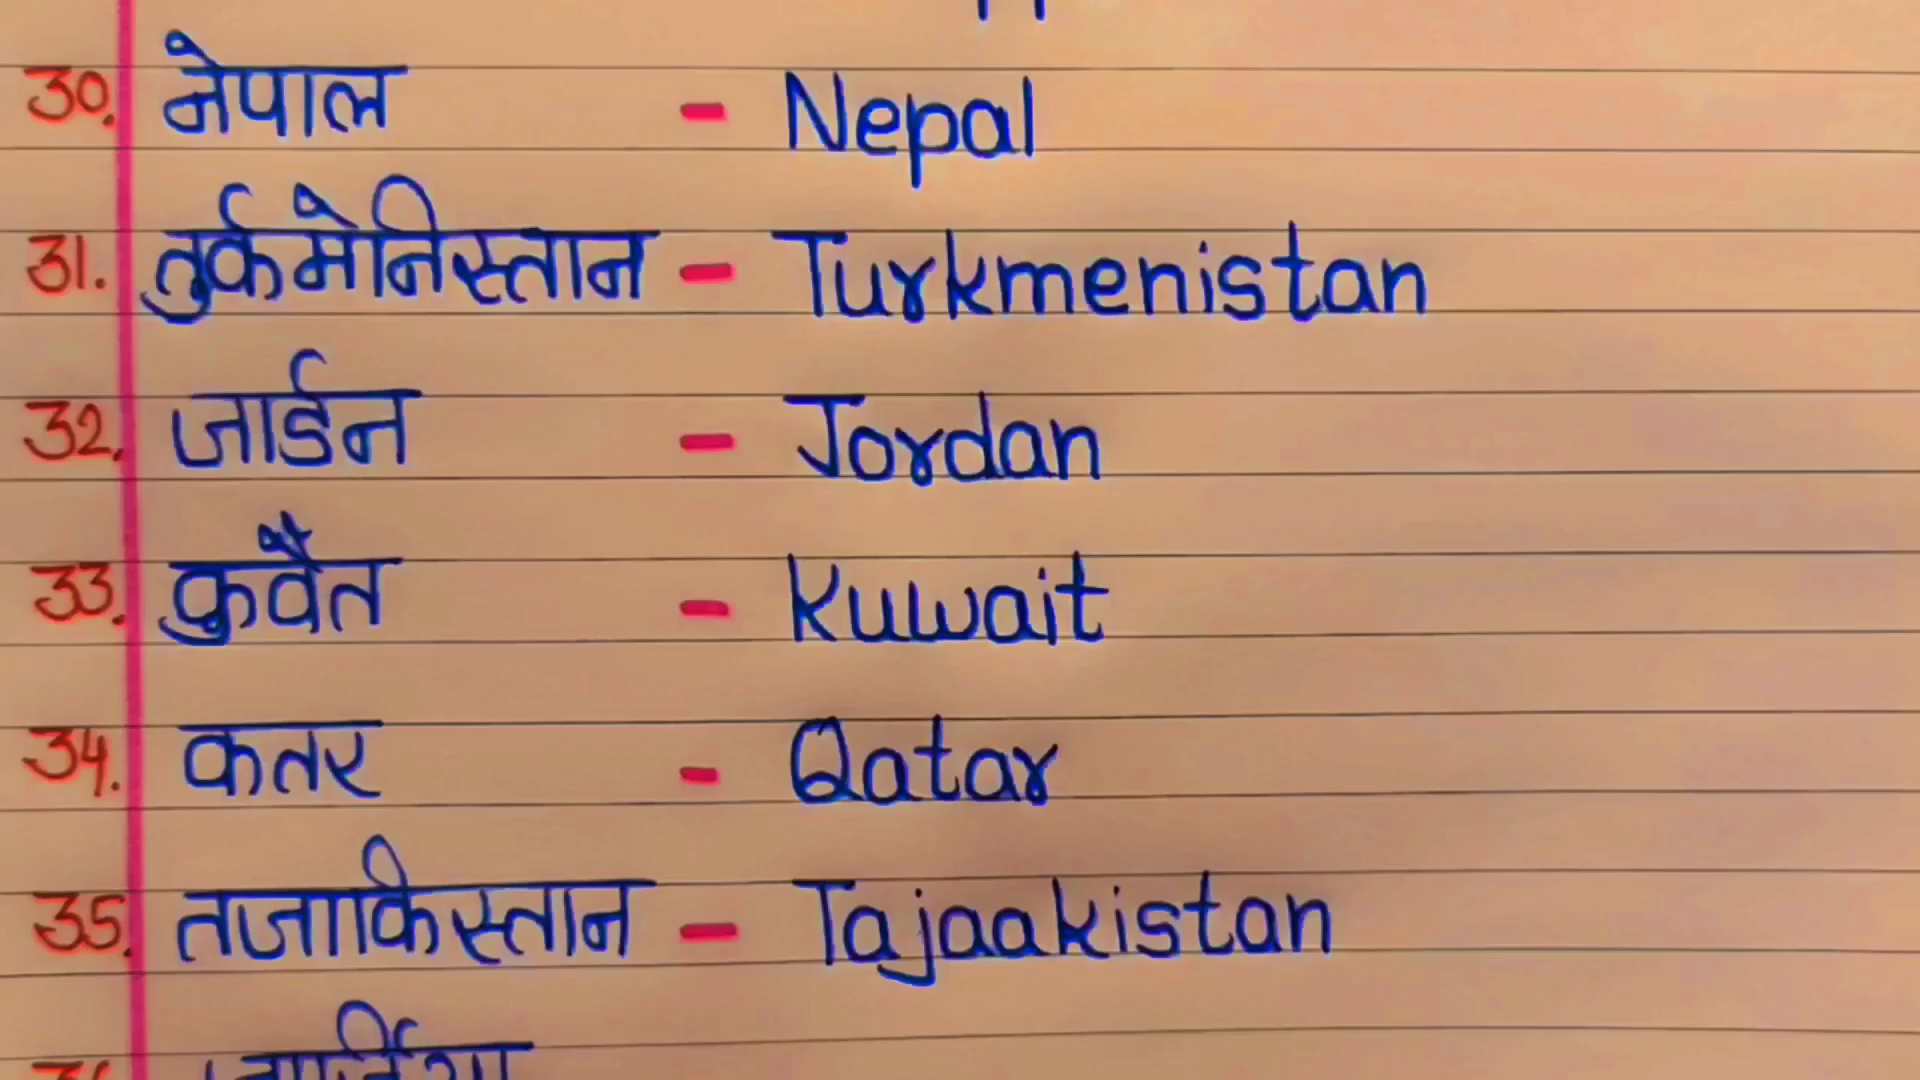 30. नेपाल - Nepal
31. तुर्कमेनिस्तान - Turkmenistan
32. जार्डन - Jordan
33. कुवैत - Kuwait
34. कतर - Qatar
35. तजाकिस्तान - Tajaakistan